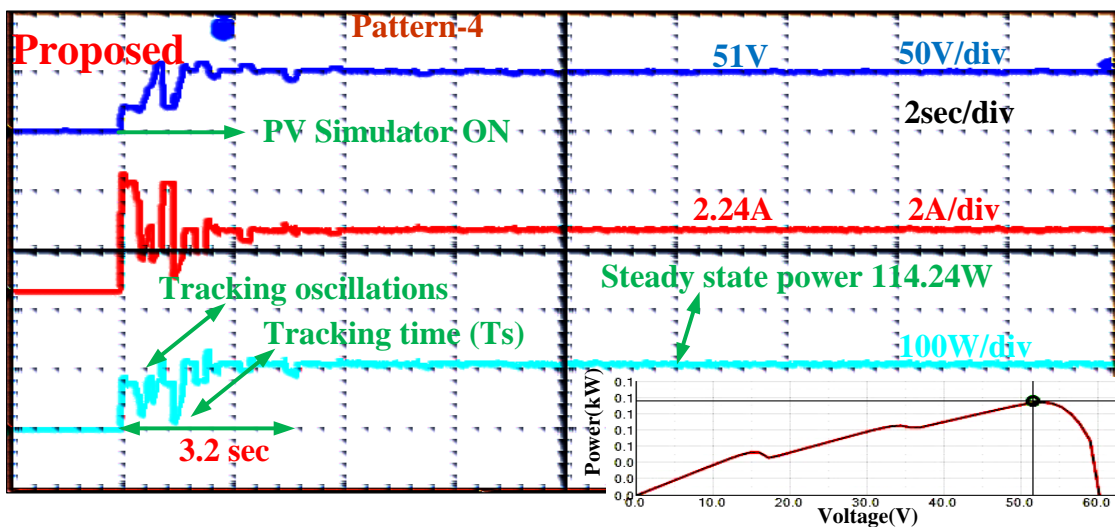 Proposed
Pattern-4
51V
50V/div
2sec/div
PV Simulator ON
2.24A
2A/div
Tracking oscillations
Steady state power 114.24W
Tracking time (Ts)
100W/div
3.2 sec
Power(kW)
0.1
0.1
0.1
0.1
0.0
0.0
0.0
0.0 10.0 20.0 30.0 40.0 50.0 60.0
Voltage(V)